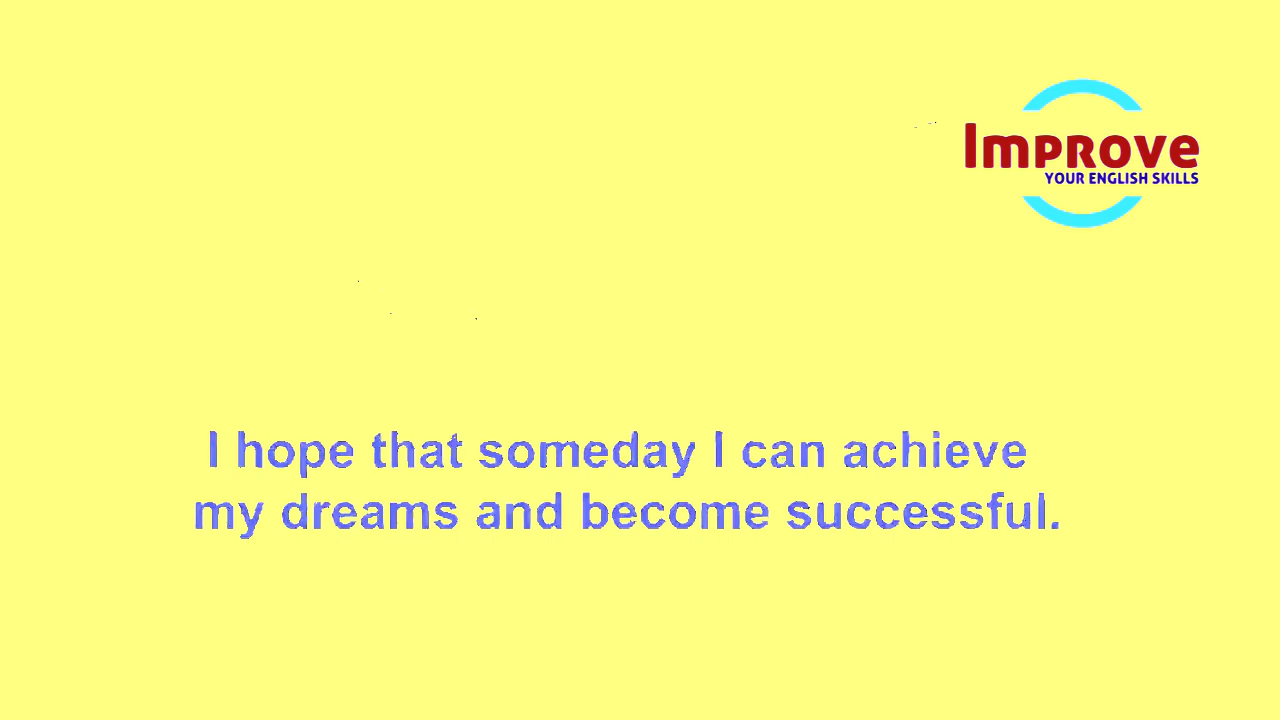 Improve
YOUR ENGLISH SKILLS
I hope that someday I can achieve
my dreams and become successful.